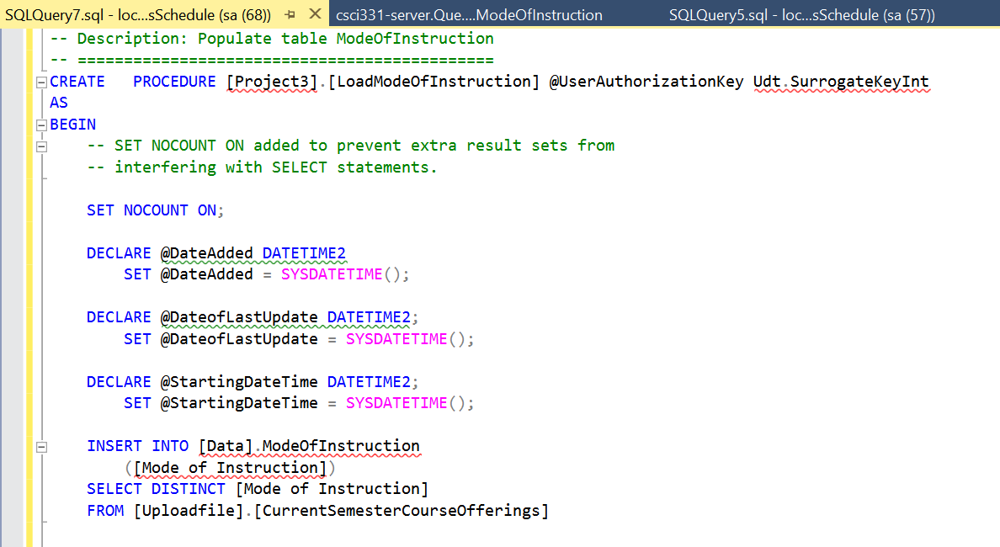 SQLQuery7.sql - loc...sSchedule (sa (68)) csci331-server.Que....ModeOfInstruction SQLQuery5.sql - loc...sSchedule (sa (57))
-- Description: Populate table ModeOfInstruction
-- =============================================
CREATE   PROCEDURE [Project3].[LoadModeOfInstruction] @UserAuthorizationKey Udt.SurrogateKeyInt
AS
BEGIN
    -- SET NOCOUNT ON added to prevent extra result sets from
    -- interfering with SELECT statements.
    SET NOCOUNT ON;
    DECLARE @DateAdded DATETIME2
        SET @DateAdded = SYSDATETIME();
    DECLARE @DateofLastUpdate DATETIME2;
        SET @DateofLastUpdate = SYSDATETIME();
    DECLARE @StartingDateTime DATETIME2;
        SET @StartingDateTime = SYSDATETIME();
    INSERT INTO [Data].ModeOfInstruction
        ([Mode of Instruction])
    SELECT DISTINCT [Mode of Instruction]
    FROM [Uploadfile].[CurrentSemesterCourseOfferings]